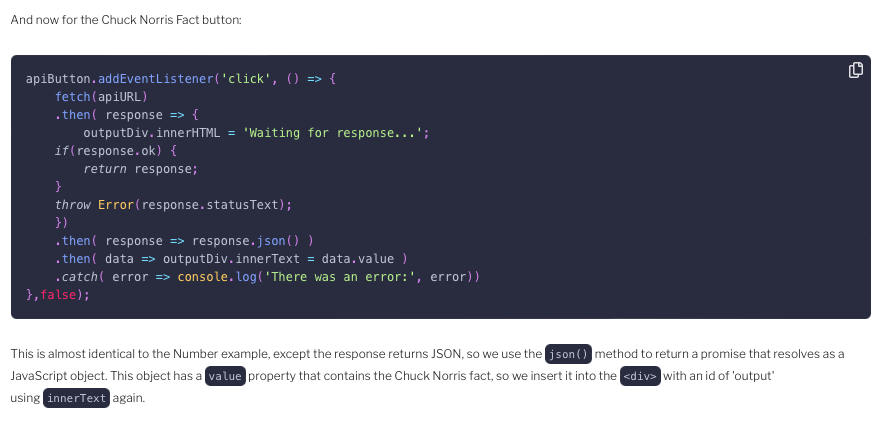 And now for the Chuck Norris Fact button:
apiButton.addEventListener('click', () => {
    fetch(apiURL)
    .then( response => {
        outputDiv.innerHTML = 'Waiting for response...';
    if(response.ok) {
        return response;
    }
    throw Error(response.statusText);
    })
    .then( response => response.json() )
    .then( data => outputDiv.innerText = data.value )
    .catch( error => console.log('There was an error:', error))
},false);
This is almost identical to the Number example, except the response returns JSON, so we use the json() method to return a promise that resolves as a
JavaScript object. This object has a value property that contains the Chuck Norris fact, so we insert it into the <div> with an id of 'output'
using innerText again.